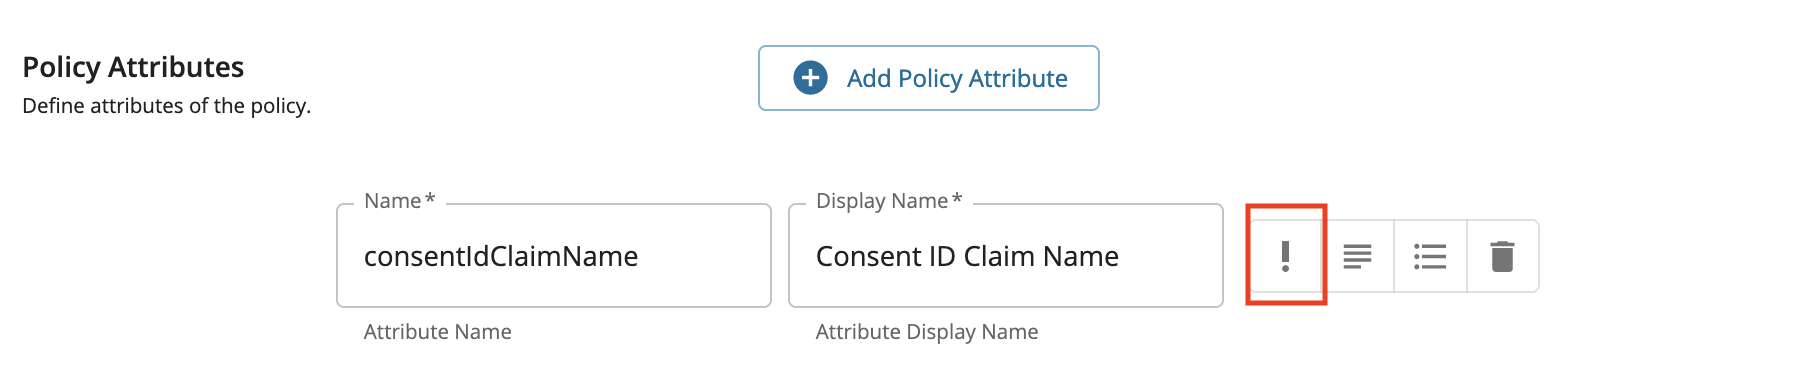 Policy Attributes
Define attributes of the policy.
Add Policy Attribute
Name*
consentIdClaimName
Attribute Name
Display Name*
Consent ID Claim Name
Attribute Display Name